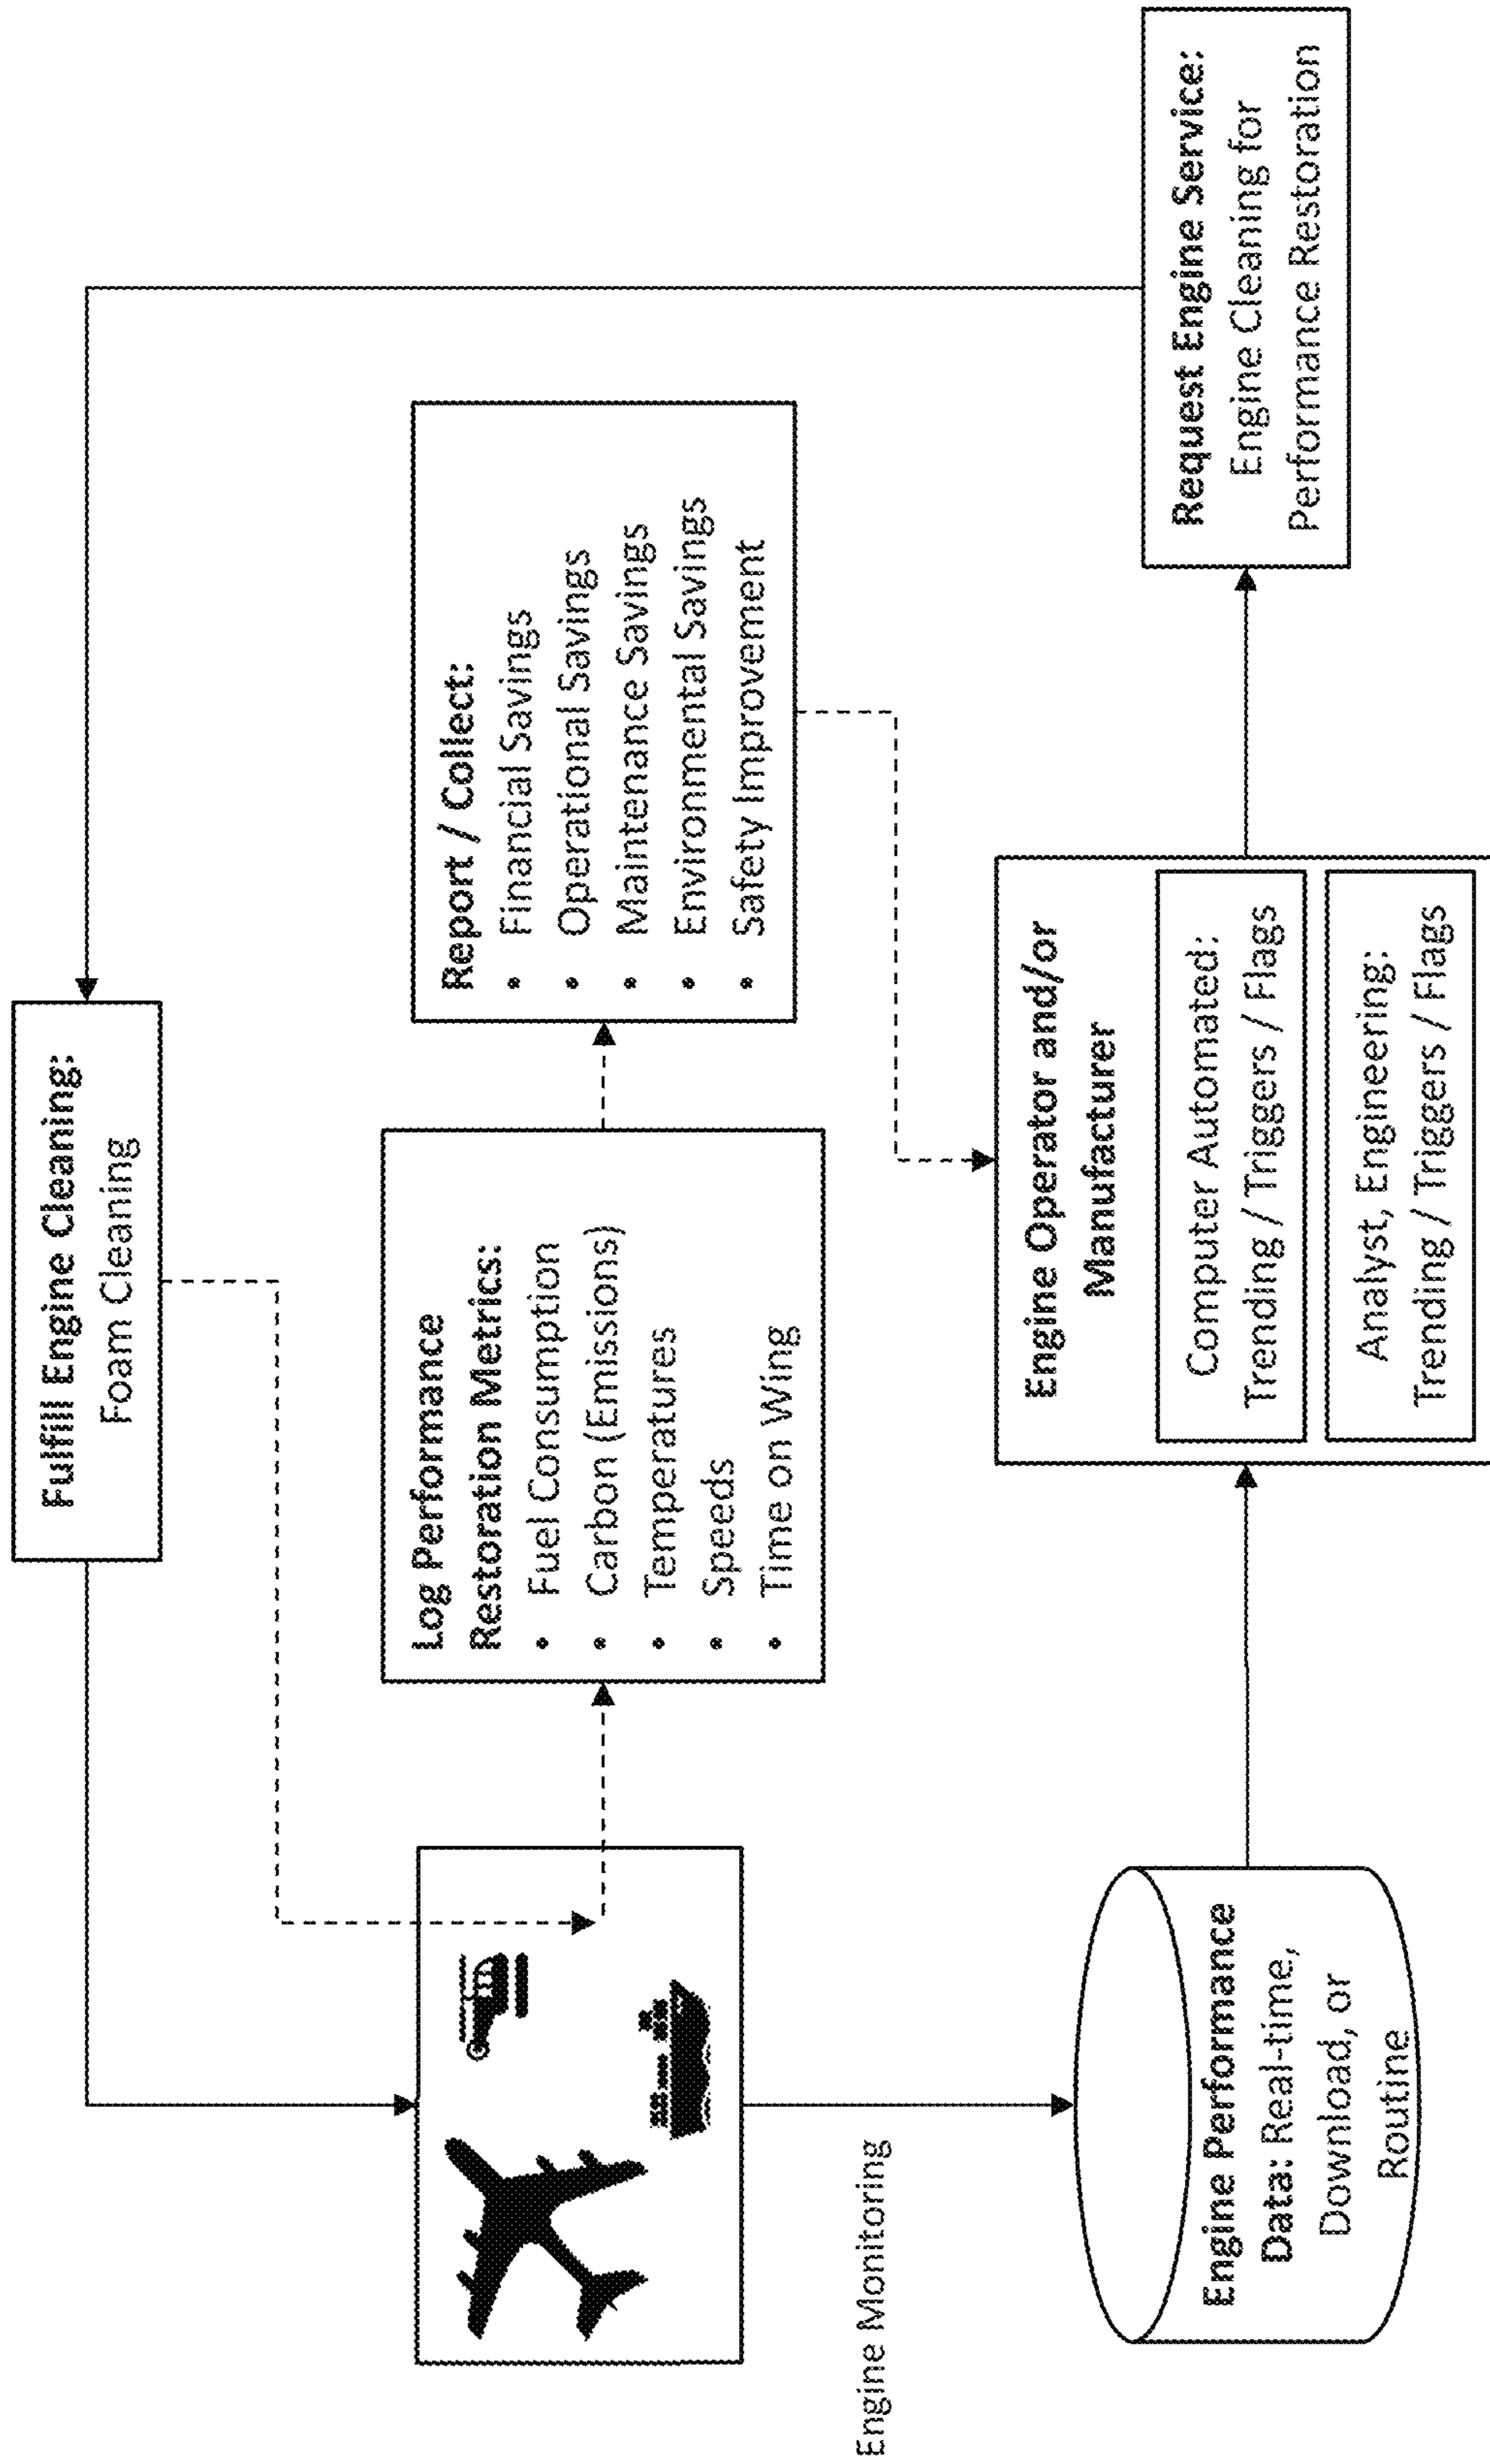 Fulfill Engine Cleaning:
Foam Cleaning
Log Performance
Restoration Metrics:
• Fuel Consumption
• Carbon (Emissions)
• Temperatures
• Speeds
• Time on Wing
Report / Collect:
• Financial Savings
• Operational Savings
• Maintenance Savings
• Environmental Savings
• Safety Improvement
Engine Monitoring
Engine Performance
Data: Real-time,
Download, or
Routine
Engine Operator and/or
Manufacturer
Computer Automated:
Trending / Triggers / Flags
Analyst, Engineering:
Trending / Triggers / Flags
Request Engine Service:
Engine Cleaning for
Performance Restoration